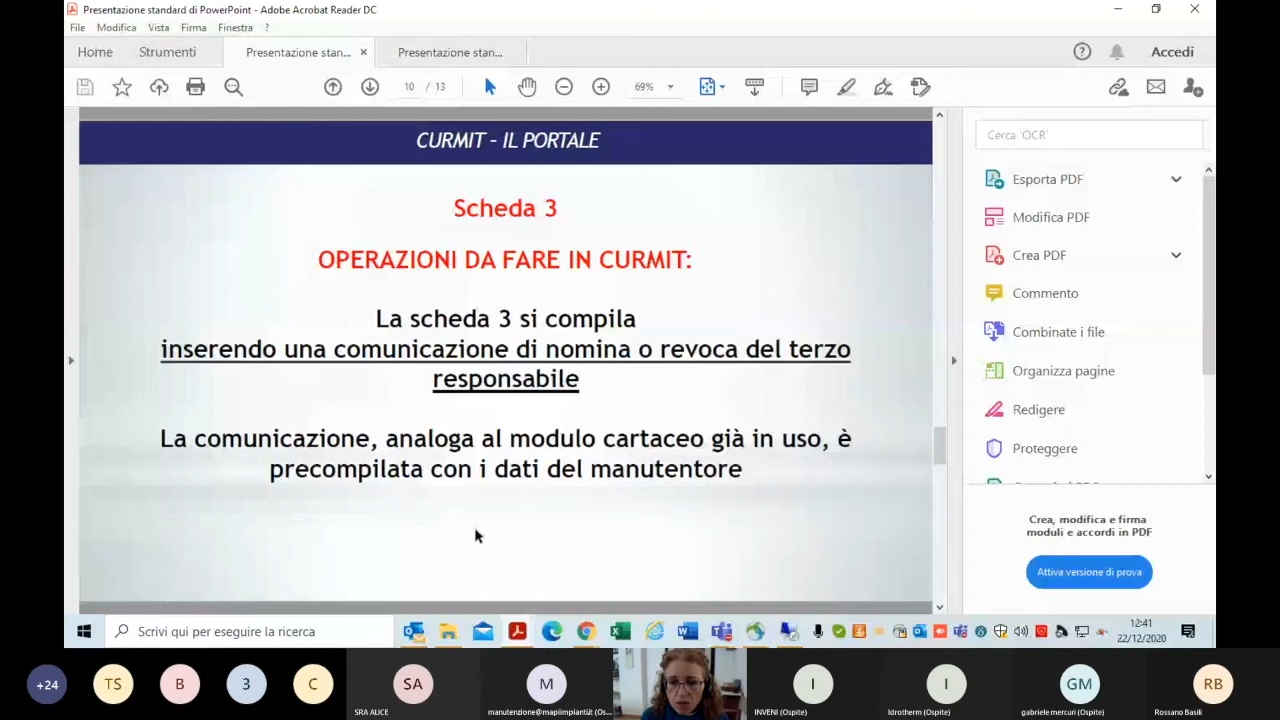 Presentazione standard di PowerPoint - Adobe Acrobat Reader DC
File Modifica Vista Firma Finestra ?
Home Strumenti Presentazione stan... × Presentazione stan... Accedi
10 / 13 69%
CURMIT - IL PORTALE
Scheda 3
OPERAZIONI DA FARE IN CURMIT:
La scheda 3 si compila
inserendo una comunicazione di nomina o revoca del terzo
responsabile
La comunicazione, analoga al modulo cartaceo già in uso, è
precompilata con i dati del manutentore
Cerca 'OCR'
Esporta PDF
Modifica PDF
Crea PDF
Commento
Combinate i file
Organizza pagine
Redigere
Proteggere
Crea, modifica e firma
moduli e accordi in PDF
Attiva versione di prova
Scrivi qui per eseguire la ricerca
12:41
22/12/2020
+24 TS B 3 C SA M I I GM RB
SRA ALICE manutenzione@mapiimpianti.it (Os... INVENI (Ospite) Idrotherm (Ospite) gabriele mercuri (Ospite) Rossano Basili